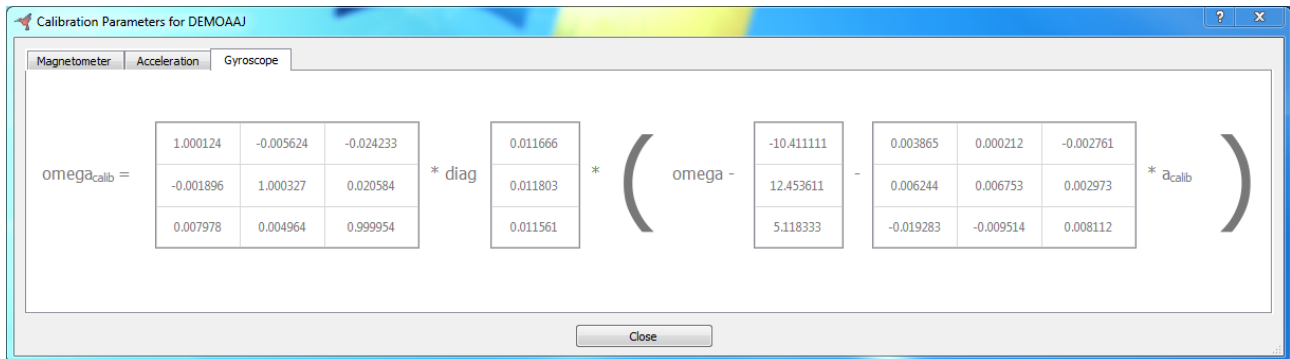 Calibration Parameters for DEMOAAJ ? X
Magnetometer Acceleration Gyroscope
1.000124 -0.005624 -0.024233 0.011666 -10.411111 0.003865 0.000212 -0.002761
omega_calib = -0.001896 1.000327 0.020584 * diag 0.011803 * ( omega - 12.453611 - 0.006244 0.006753 0.002973 * a_calib )
0.007978 0.004964 0.999954 0.011561 5.118333 -0.019283 -0.009514 0.008112
Close